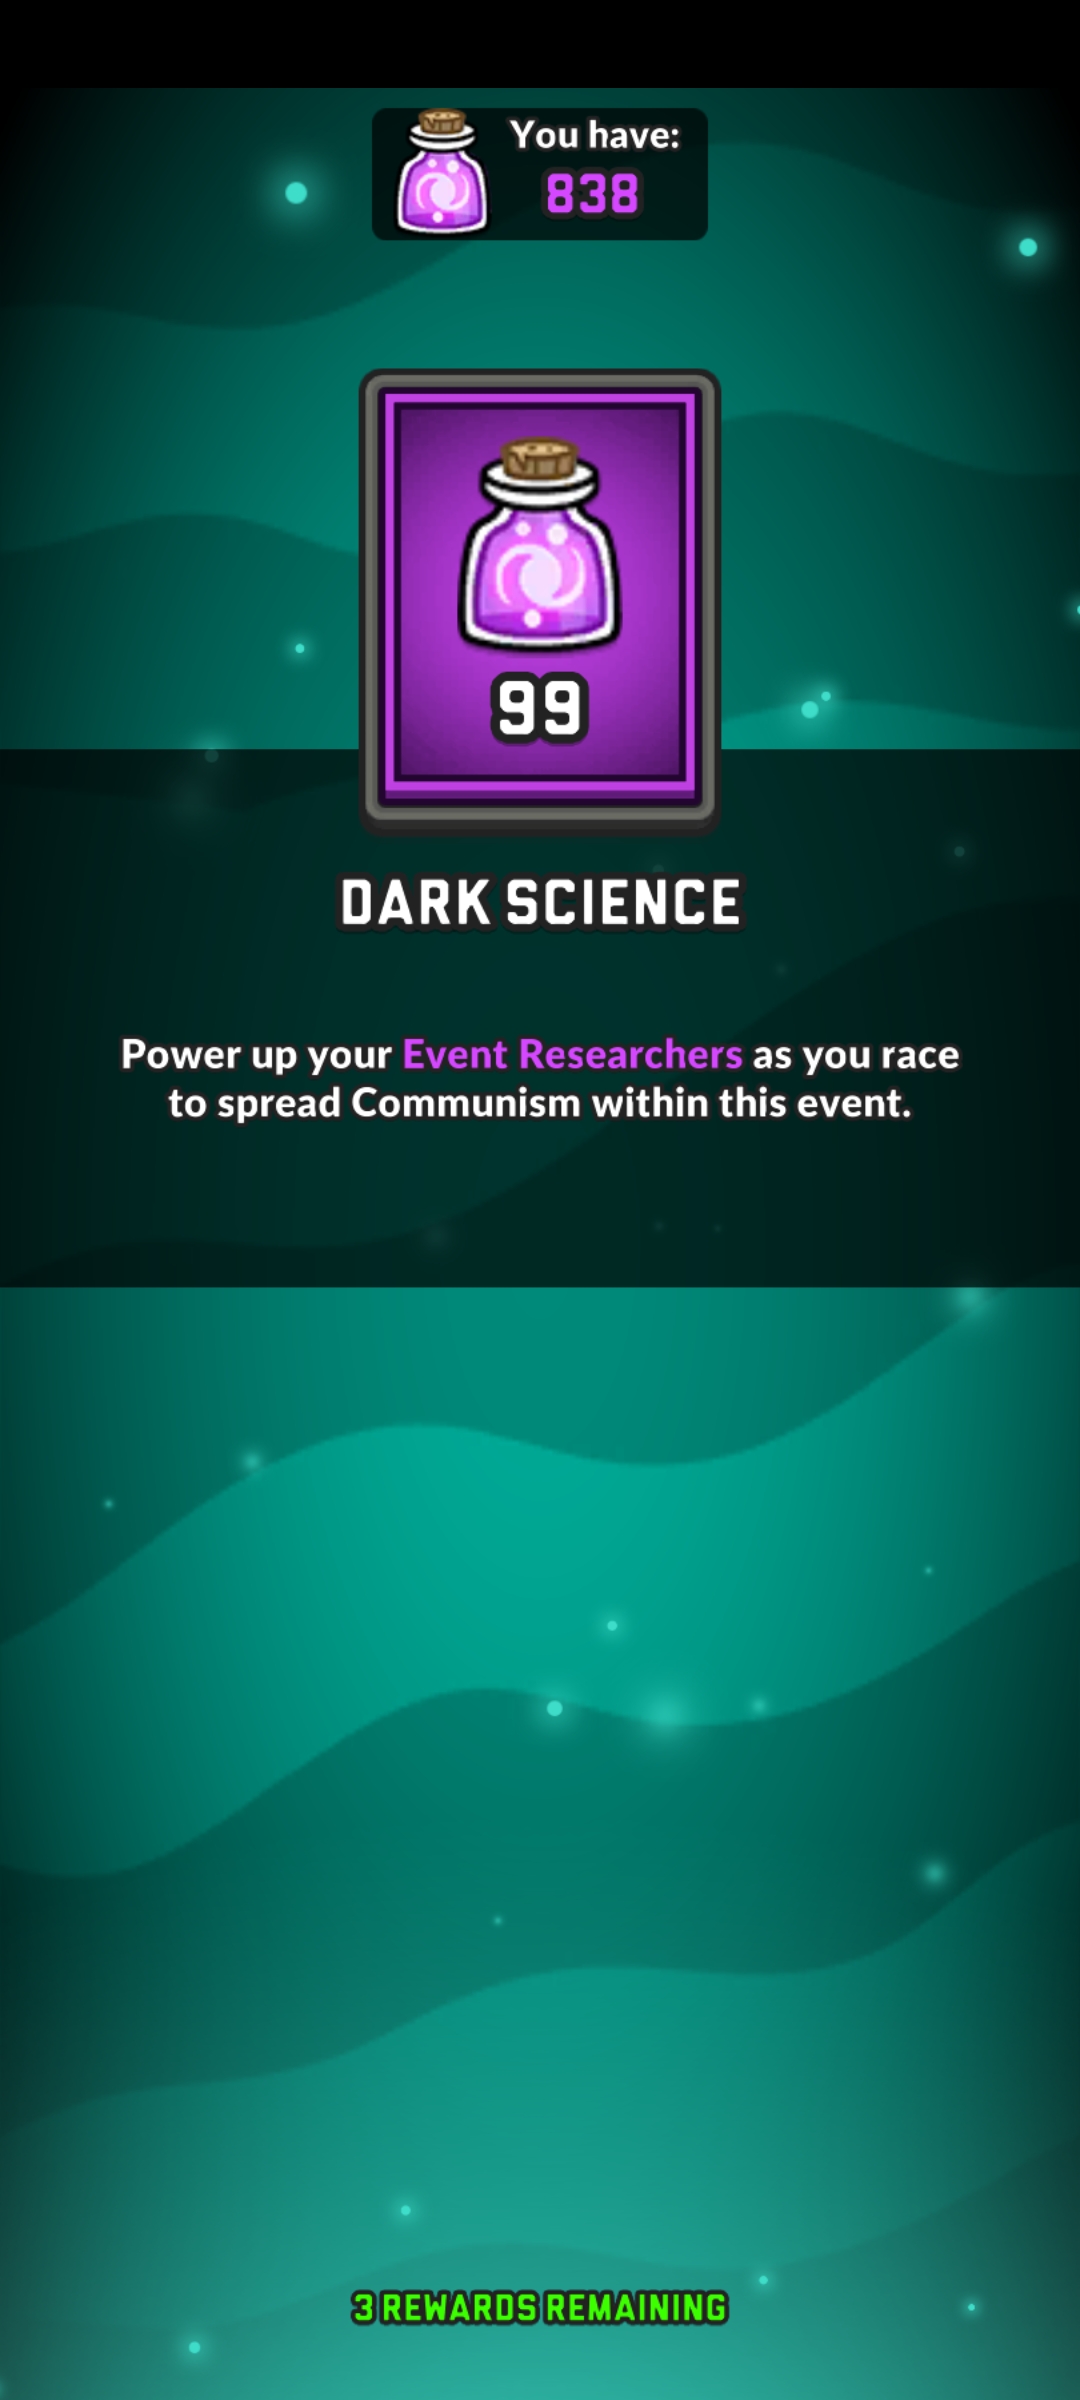 You have:
838
99
DARK SCIENCE
Power up your Event Researchers as you race
to spread Communism within this event.
3 REWARDS REMAINING